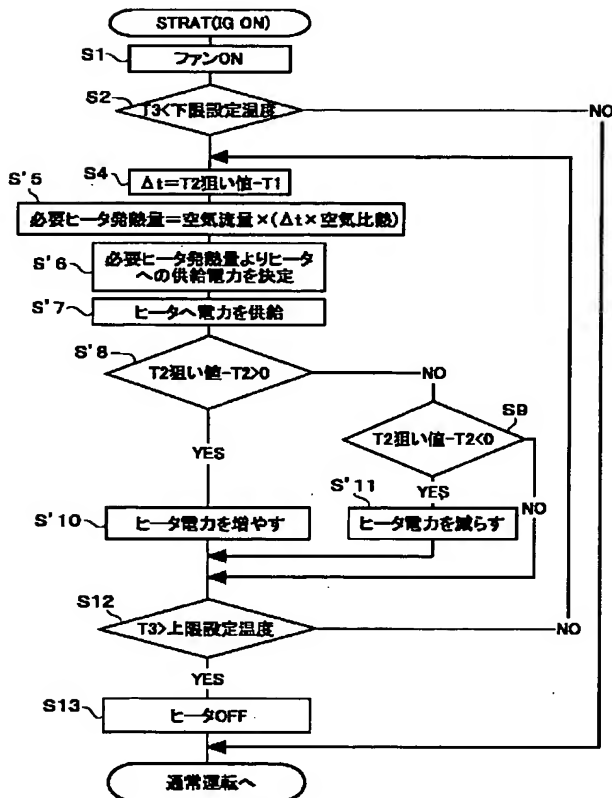 STRAT(IG ON)
S1
ファンON
S2
T3<下限設定温度
NO
S4
Δt=T2狙い値-T1
S'5
必要ヒータ発熱量=空気流量×(Δt×空気比熱)
S'6
必要ヒータ発熱量よりヒータ
への供給電力を決定
S'7
ヒータへ電力を供給
S'8
T2狙い値-T2>0
NO
S9
T2狙い値-T2<0
YES
YES
NO
S'10
ヒータ電力を増やす
S'11
ヒータ電力を減らす
S12
T3>上限設定温度
NO
YES
S13
ヒータOFF
通常運転へ